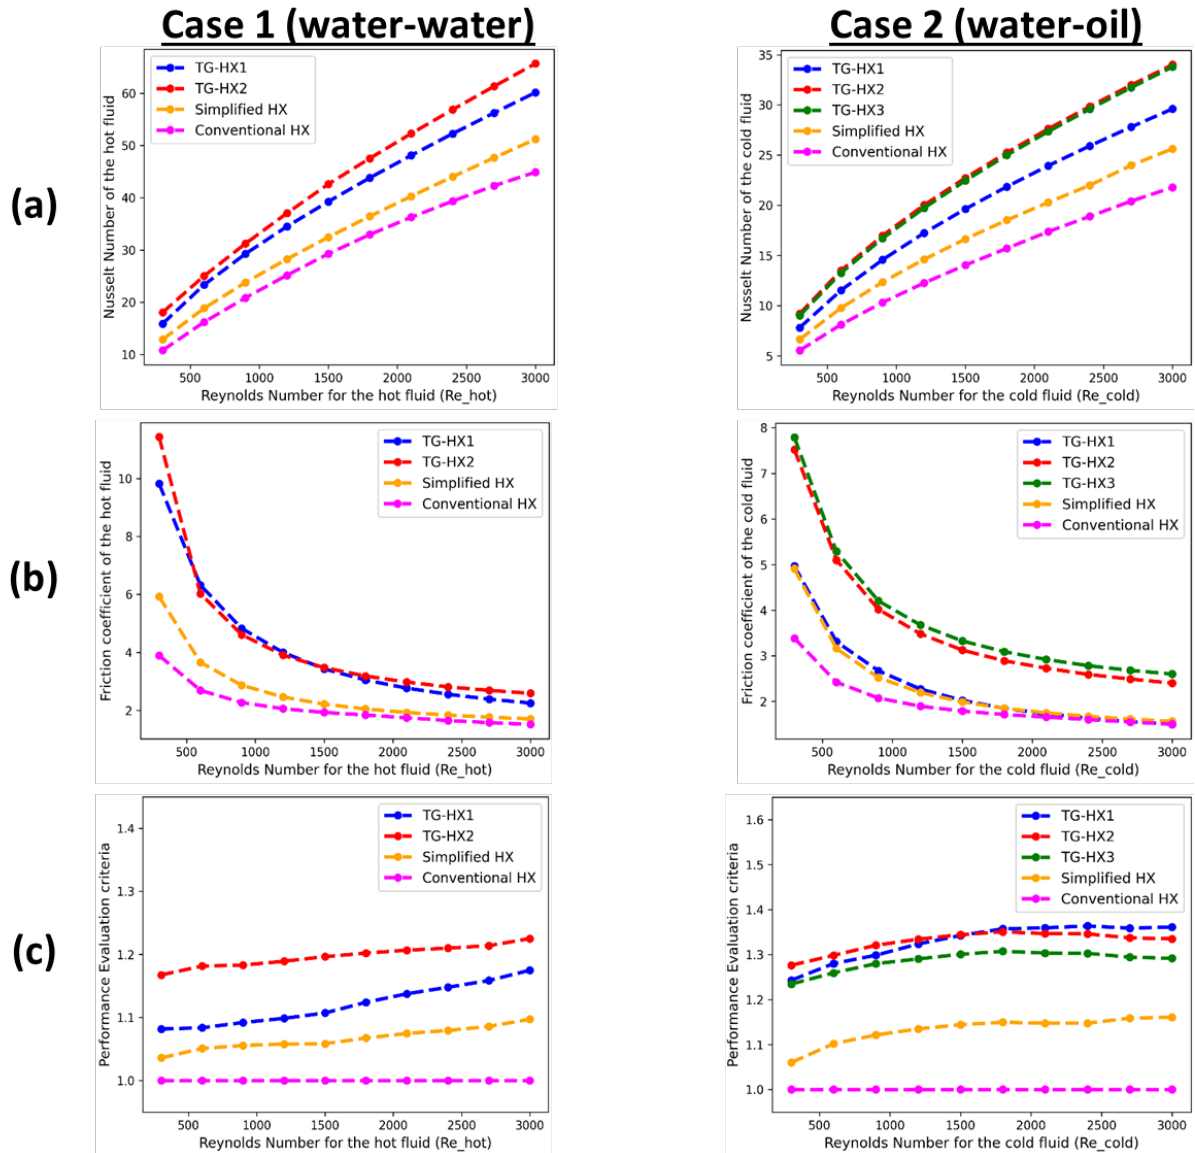 Case 1 (water-water)
Case 2 (water-oil)
(a)
Nusselt Number of the hot fluid
60
50
40
30
20
10
TG-HX1
TG-HX2
Simplified HX
Conventional HX
500
1000
1500
2000
2500
3000
Reynolds Number for the hot fluid (Re_hot)
Nusselt Number of the cold fluid
35
30
25
20
15
10
5
TG-HX1
TG-HX2
TG-HX3
Simplified HX
Conventional HX
500
1000
1500
2000
2500
3000
Reynolds Number for the cold fluid (Re_cold)
(b)
Friction coefficient of the hot fluid
10
8
6
4
2
TG-HX1
TG-HX2
Simplified HX
Conventional HX
500
1000
1500
2000
2500
3000
Reynolds Number for the hot fluid (Re_hot)
Friction coefficient of the cold fluid
8
7
6
5
4
3
2
TG-HX1
TG-HX2
TG-HX3
Simplified HX
Conventional HX
500
1000
1500
2000
2500
3000
Reynolds Number for the cold fluid (Re_cold)
(c)
Performance Evaluation criteria
1.4
1.3
1.2
1.1
1.0
TG-HX1
TG-HX2
Simplified HX
Conventional HX
500
1000
1500
2000
2500
3000
Reynolds Number for the hot fluid (Re_hot)
Performance Evaluation criteria
1.6
1.5
1.4
1.3
1.2
1.1
1.0
TG-HX1
TG-HX2
TG-HX3
Simplified HX
Conventional HX
500
1000
1500
2000
2500
3000
Reynolds Number for the cold fluid (Re_cold)